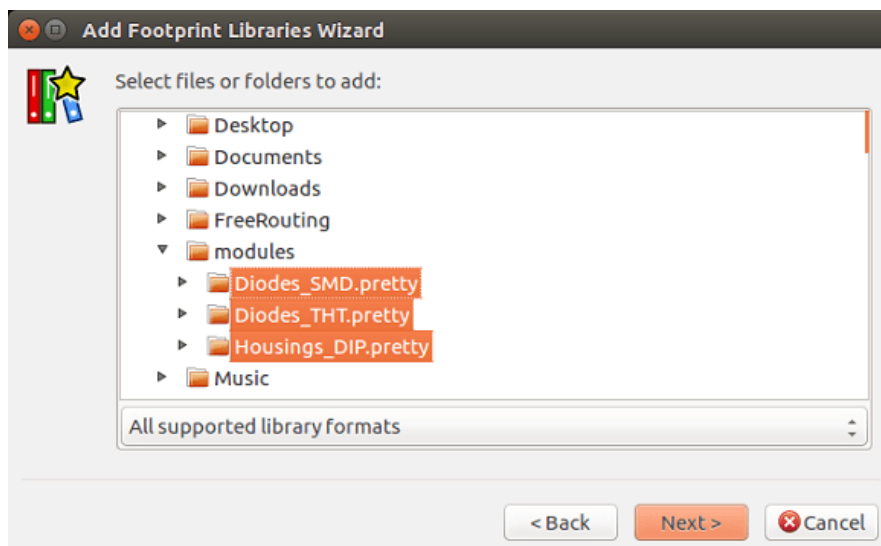 Add Footprint Libraries Wizard
Select files or folders to add:
Desktop
Documents
Downloads
FreeRouting
modules
Diodes_SMD.pretty
Diodes_THT.pretty
Housings_DIP.pretty
Music
All supported library formats
< Back Next > Cancel